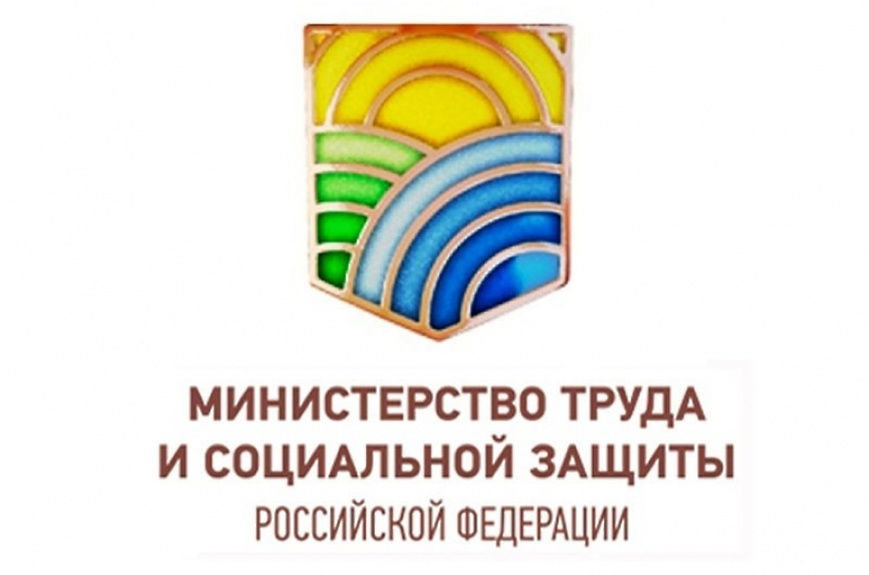 МИНИСТЕРСТВО ТРУДА
И СОЦИАЛЬНОЙ ЗАЩИТЫ
РОССИЙСКОЙ ФЕДЕРАЦИИ